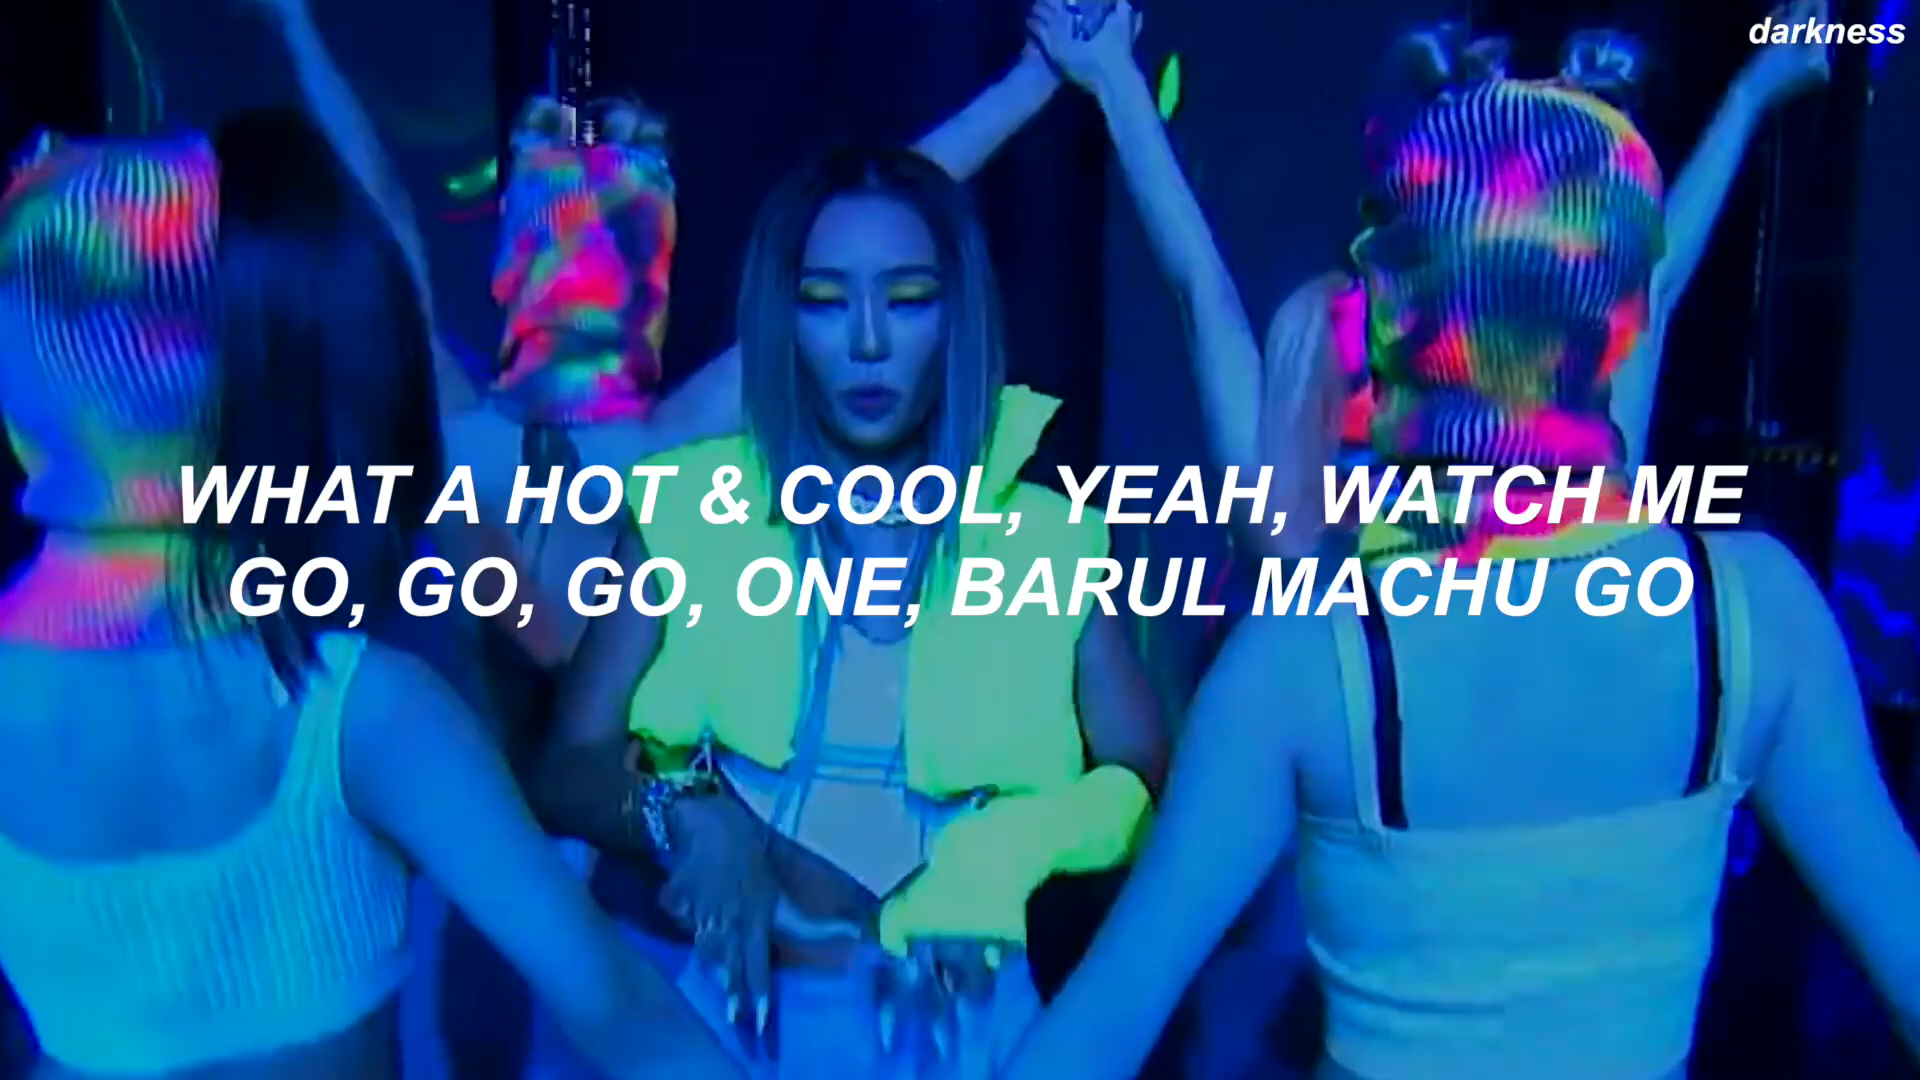 darkness
WHAT A HOT & COOL, YEAH, WATCH ME
GO, GO, GO, ONE, BARUL MACHU GO